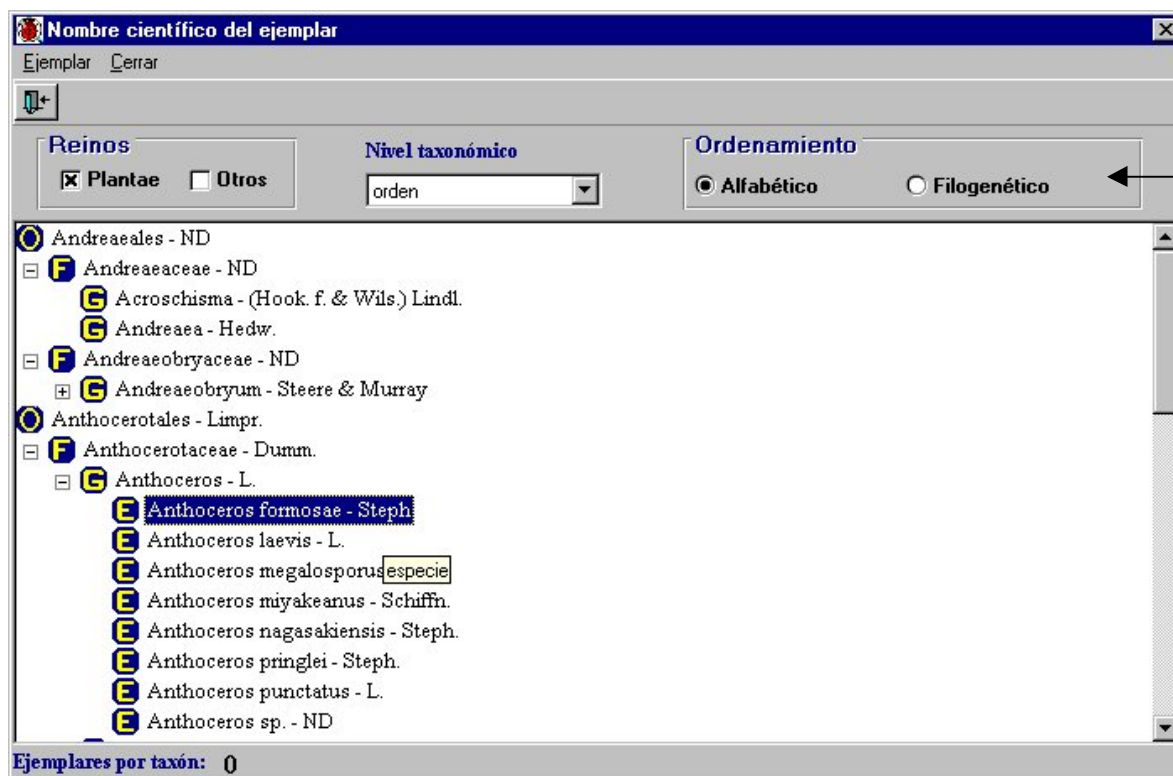 Nombre científico del ejemplar
Ejemplar Cerrar
Reinos
Plantae Otros
Nivel taxonómico
orden
Ordenamiento
Alfabético Filogenético
O Andreaeales - ND
F Andreaeaceae - ND
G Acroschisma - (Hook. f. & Wils.) Lindl.
G Andreaea - Hedw.
F Andreaeobryaceae - ND
G Andreaeobryum - Steere & Murray
O Anthocerotales - Limpr.
F Anthocerotaceae - Dumm.
G Anthoceros - L.
E Anthoceros formosae - Steph
E Anthoceros laevis - L.
E Anthoceros megalosporus especie
E Anthoceros miyakeanus - Schiffn.
E Anthoceros nagasakiensis - Steph.
E Anthoceros pringlei - Steph.
E Anthoceros punctatus - L.
E Anthoceros sp. - ND
Ejemplares por taxón: 0